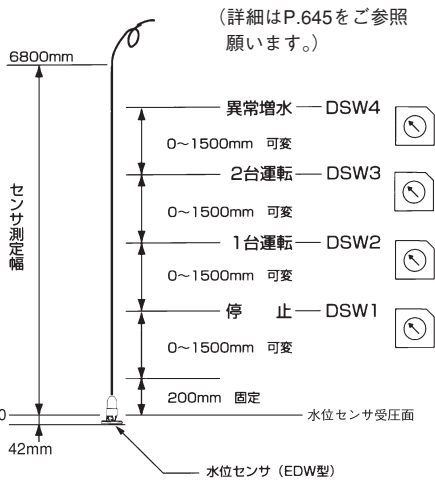 (詳細はP.645をご参照
願います。)
6800mm
異常増水 DSW4
0〜1500mm 可変
2台運転 DSW3
0〜1500mm 可変
センサ測定幅
1台運転 DSW2
0〜1500mm 可変
停 止 DSW1
0〜1500mm 可変
200mm 固定
0
水位センサ受圧面
42mm
水位センサ(EDW型)